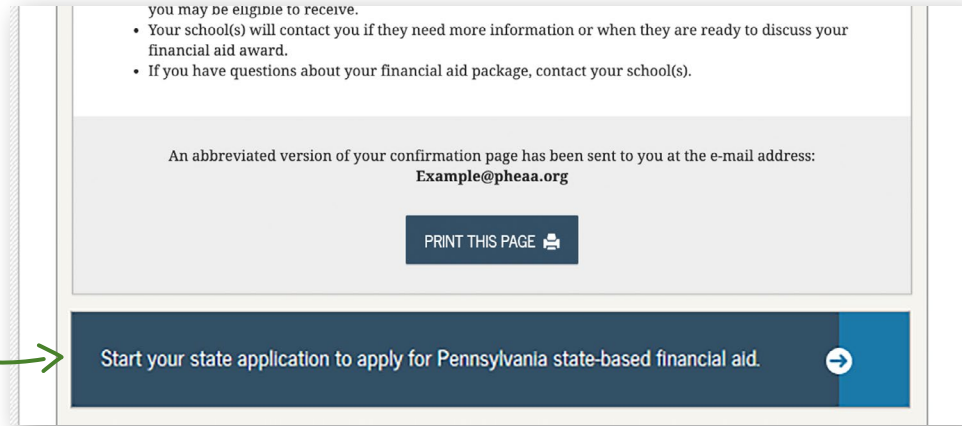 you may be eligible to receive.
• Your school(s) will contact you if they need more information or when they are ready to discuss your
financial aid award.
• If you have questions about your financial aid package, contact your school(s).
An abbreviated version of your confirmation page has been sent to you at the e-mail address:
Example@pheaa.org
PRINT THIS PAGE
Start your state application to apply for Pennsylvania state-based financial aid.